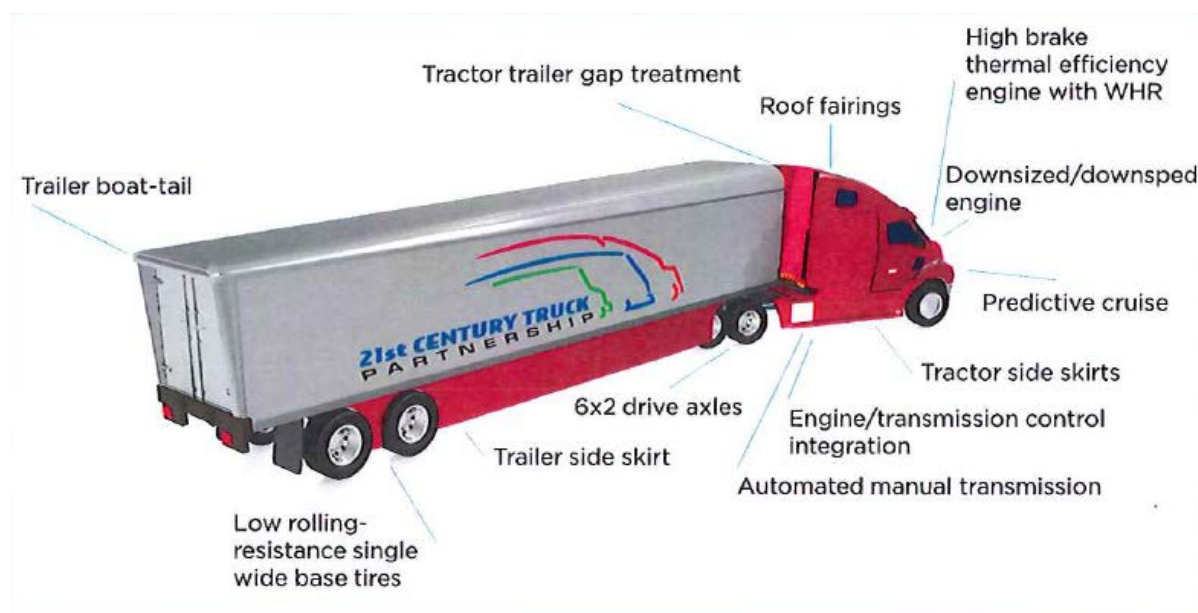 High brake
thermal efficiency
engine with WHR
Tractor trailer gap treatment
Roof fairings
Trailer boat-tail
Downsized/downsped
engine
Predictive cruise
21st CENTURY TRUCK
PARTNERSHIP
Tractor side skirts
6x2 drive axles
Engine/transmission control
integration
Trailer side skirt
Automated manual transmission
Low rolling-
resistance single
wide base tires